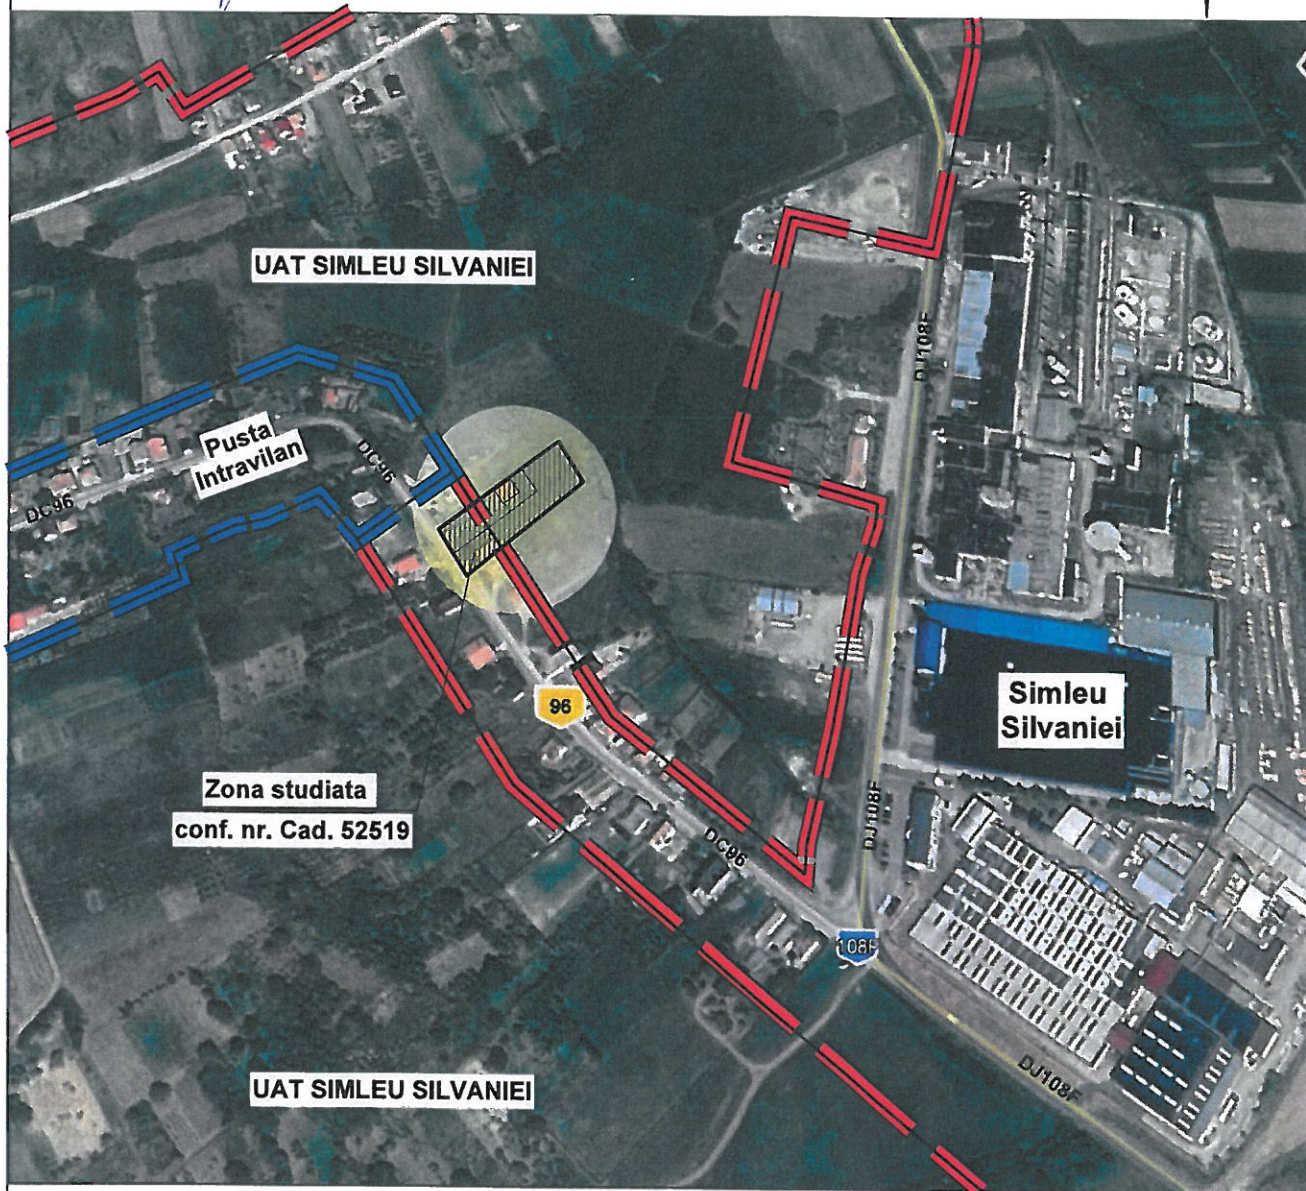 UAT SIMLEU SILVANIEI
DJ108F
Pusta
Intravilan
DC96
DC96
96
Simleu
Silvaniei
Zona studiata
conf. nr. Cad. 52519
DJ108F
DC96
108F
DJ108F
UAT SIMLEU SILVANIEI